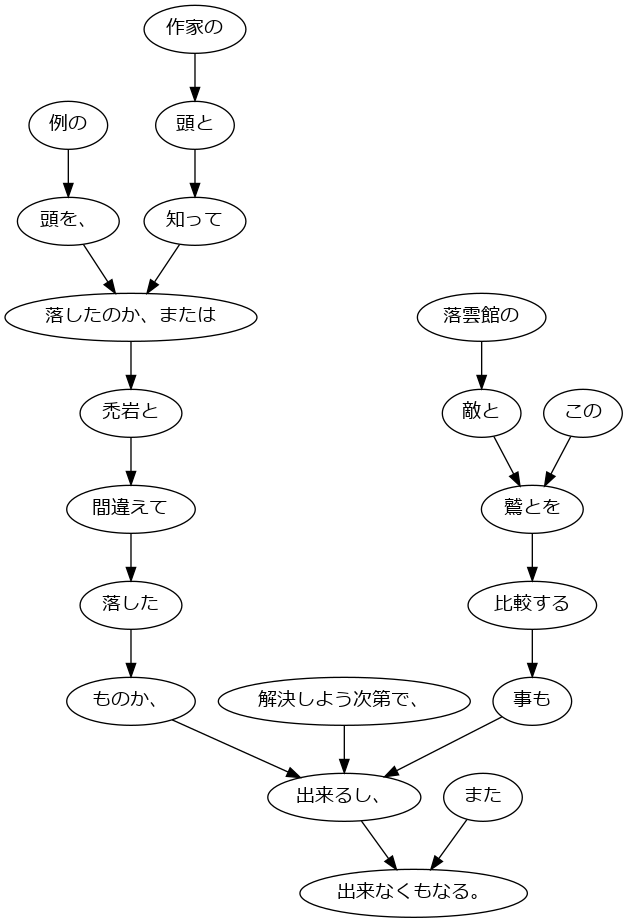 作家の
例の
頭と
頭を、
知って
落したのか、または
落雲館の
禿岩と
敵と
この
間違えて
鷲とを
落した
比較する
ものか、
解決しよう次第で、
事も
出来るし、
また
出来なくもなる。